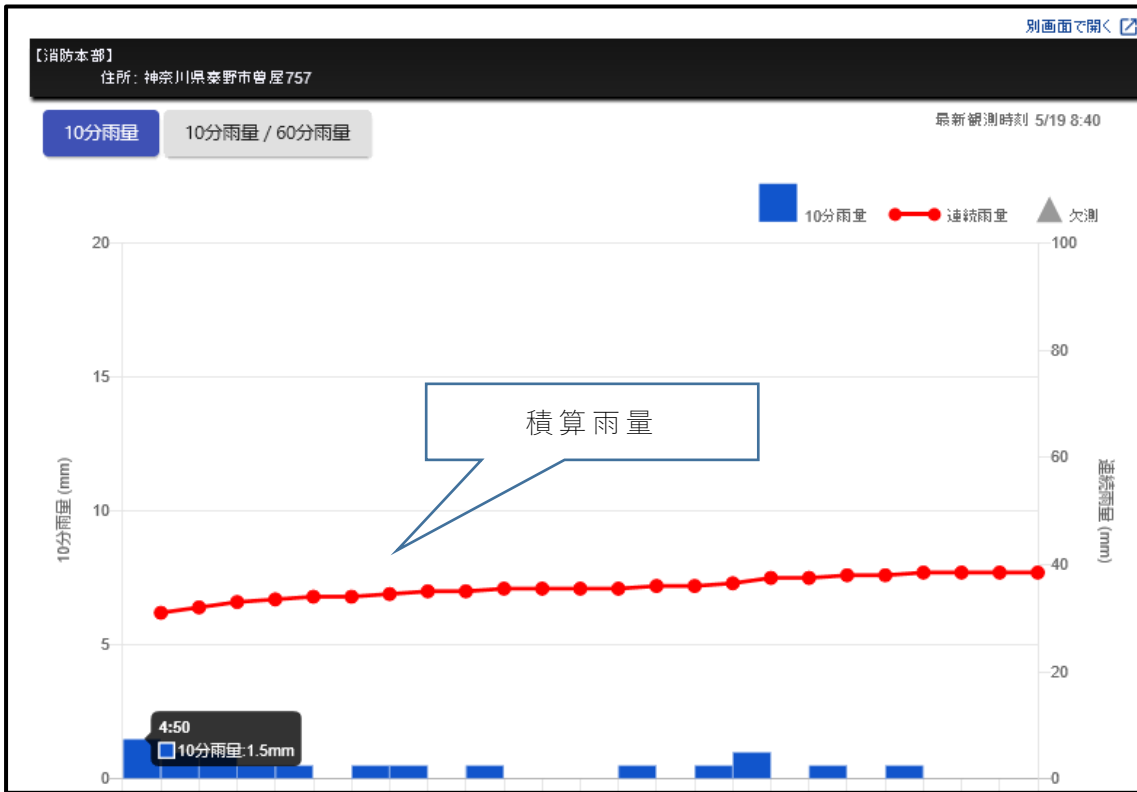 別画面で開く
【消防本部】
住所: 神奈川県秦野市曽屋757
10分雨量
10分雨量 / 60分雨量
最新観測時刻 5/19 8:40
10分雨量
連続雨量
欠測
20
100
80
15
積算雨量
60
10分雨量 (mm)
連続雨量 (mm)
10
40
5
20
4:50
10分雨量:1.5mm
0
0